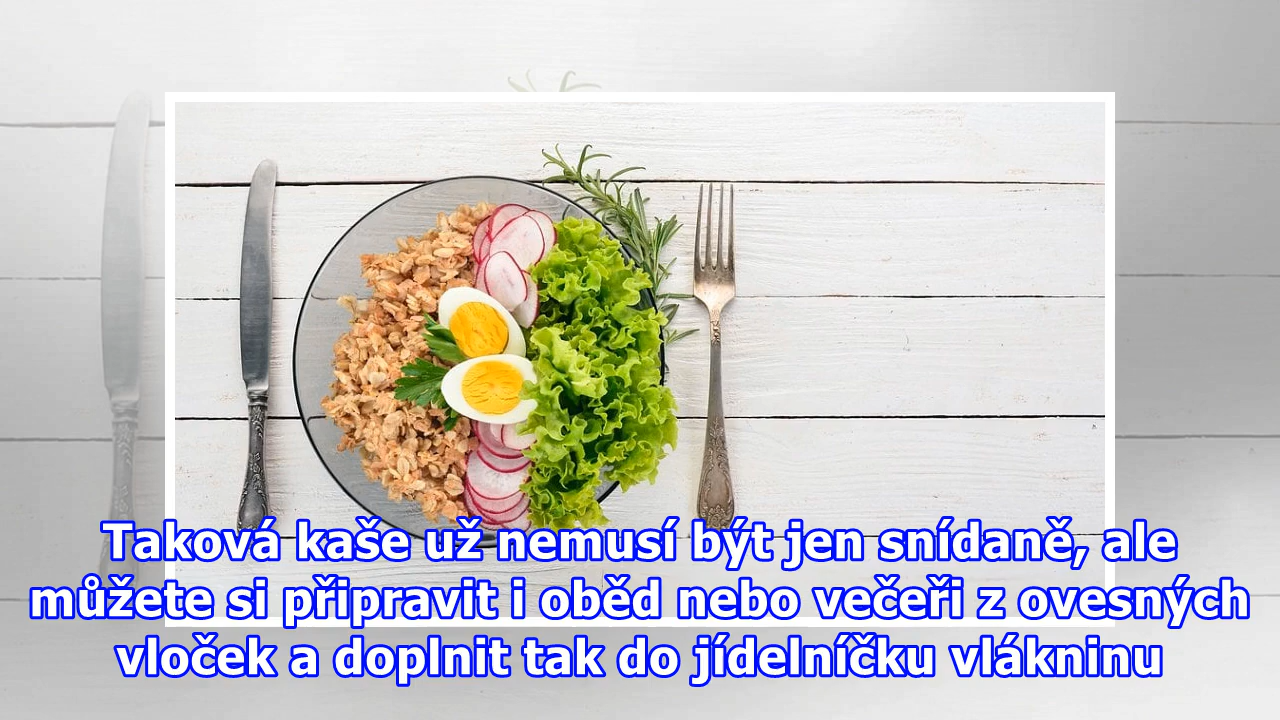 Taková kaše už nemusí být jen snídaně, ale
můžete si připravit i oběd nebo večeři z ovesných
vloček a doplnit tak do jídelníčku vlákninu